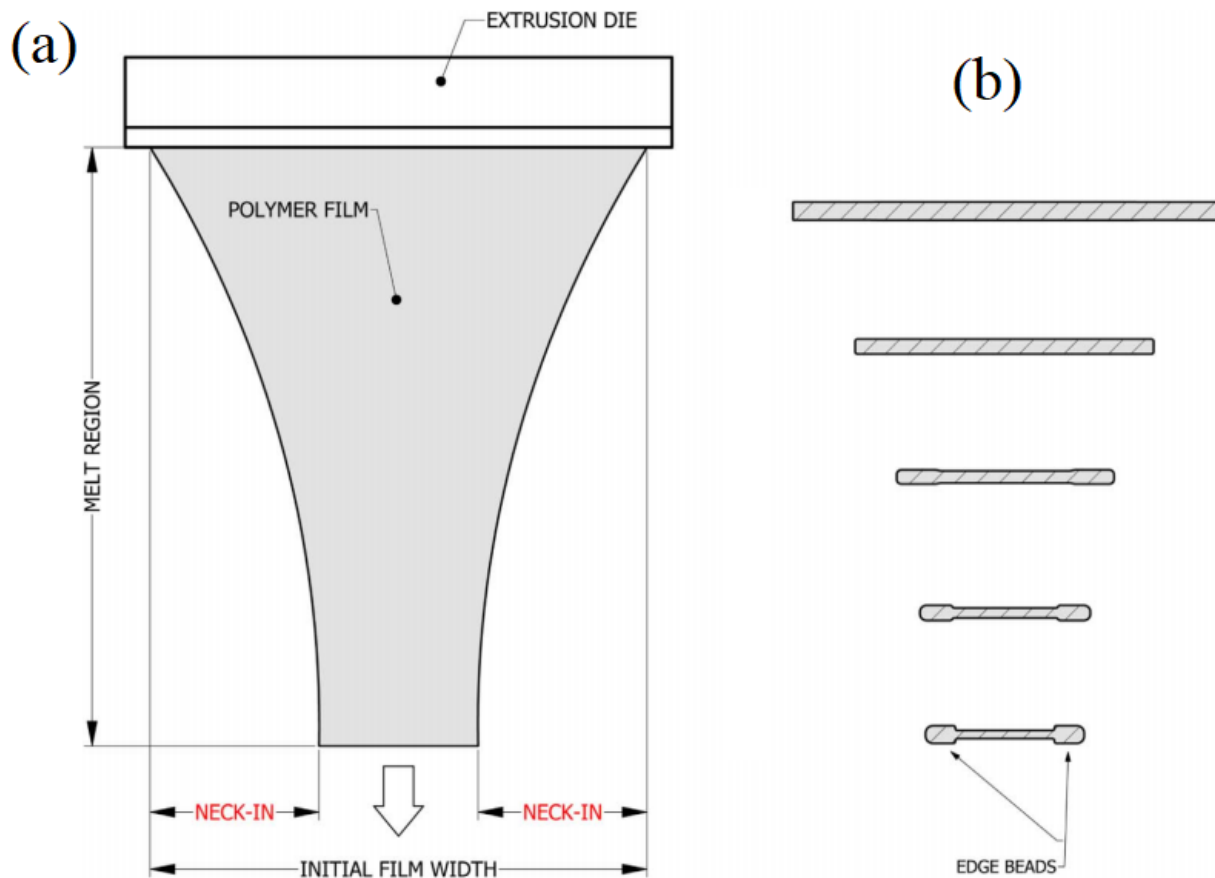 (a)
EXTRUSION DIE
(b)
POLYMER FILM
MELT REGION
NECK-IN
NECK-IN
INITIAL FILM WIDTH
EDGE BEADS